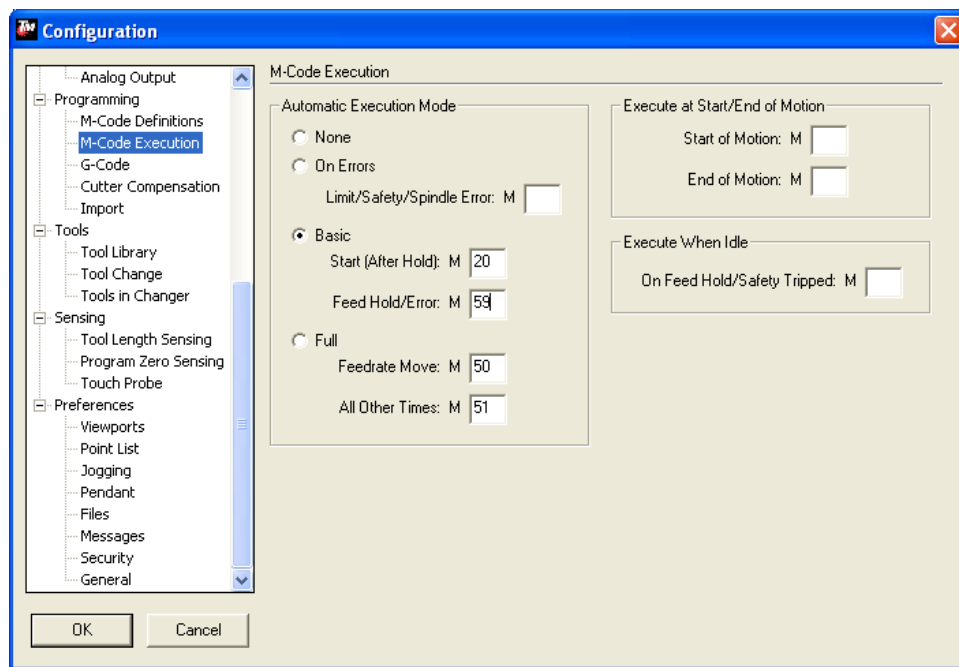 Configuration
Analog Output
Programming
M-Code Definitions
M-Code Execution
G-Code
Cutter Compensation
Import
Tools
Tool Library
Tool Change
Tools in Changer
Sensing
Tool Length Sensing
Program Zero Sensing
Touch Probe
Preferences
Viewports
Point List
Jogging
Pendant
Files
Messages
Security
General
OK
Cancel
M-Code Execution
Automatic Execution Mode
None
On Errors
Limit/Safety/Spindle Error: M
Basic
Start (After Hold): M 20
Feed Hold/Error: M 59
Full
Feedrate Move: M 50
All Other Times: M 51
Execute at Start/End of Motion
Start of Motion: M
End of Motion: M
Execute When Idle
On Feed Hold/Safety Tripped: M